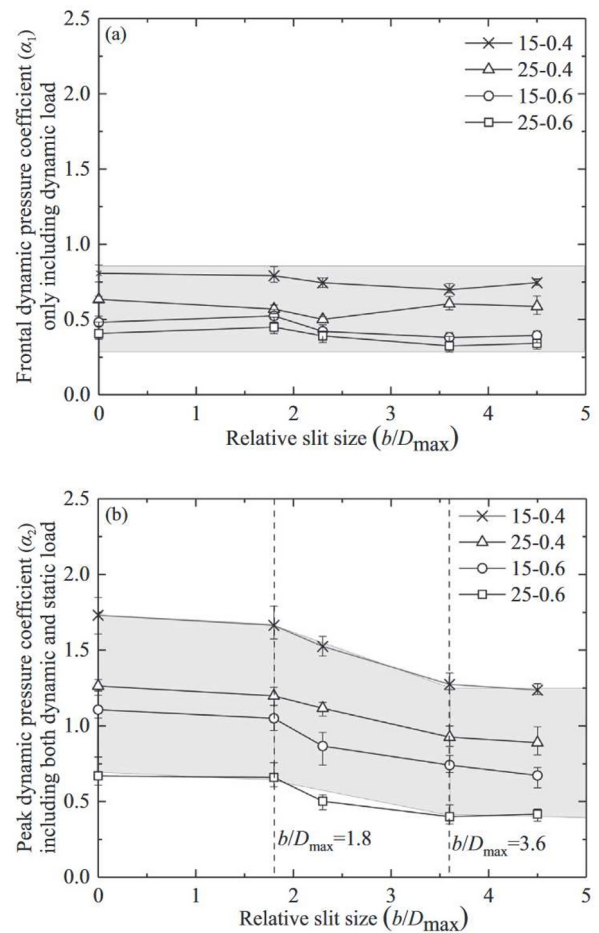 (a)
15-0.4
25-0.4
15-0.6
25-0.6
2.5
2.0
1.5
1.0
0.5
0.0
Frontal dynamic pressure coefficient (α1)
only including dynamic load
0 1 2 3 4 5
Relative slit size (b/Dmax)
(b)
15-0.4
25-0.4
15-0.6
25-0.6
2.5
2.0
1.5
1.0
0.5
0.0
Peak dynamic pressure coefficient (α2)
including both dynamic and static load
b/Dmax=1.8
b/Dmax=3.6
0 1 2 3 4 5
Relative slit size (b/Dmax)